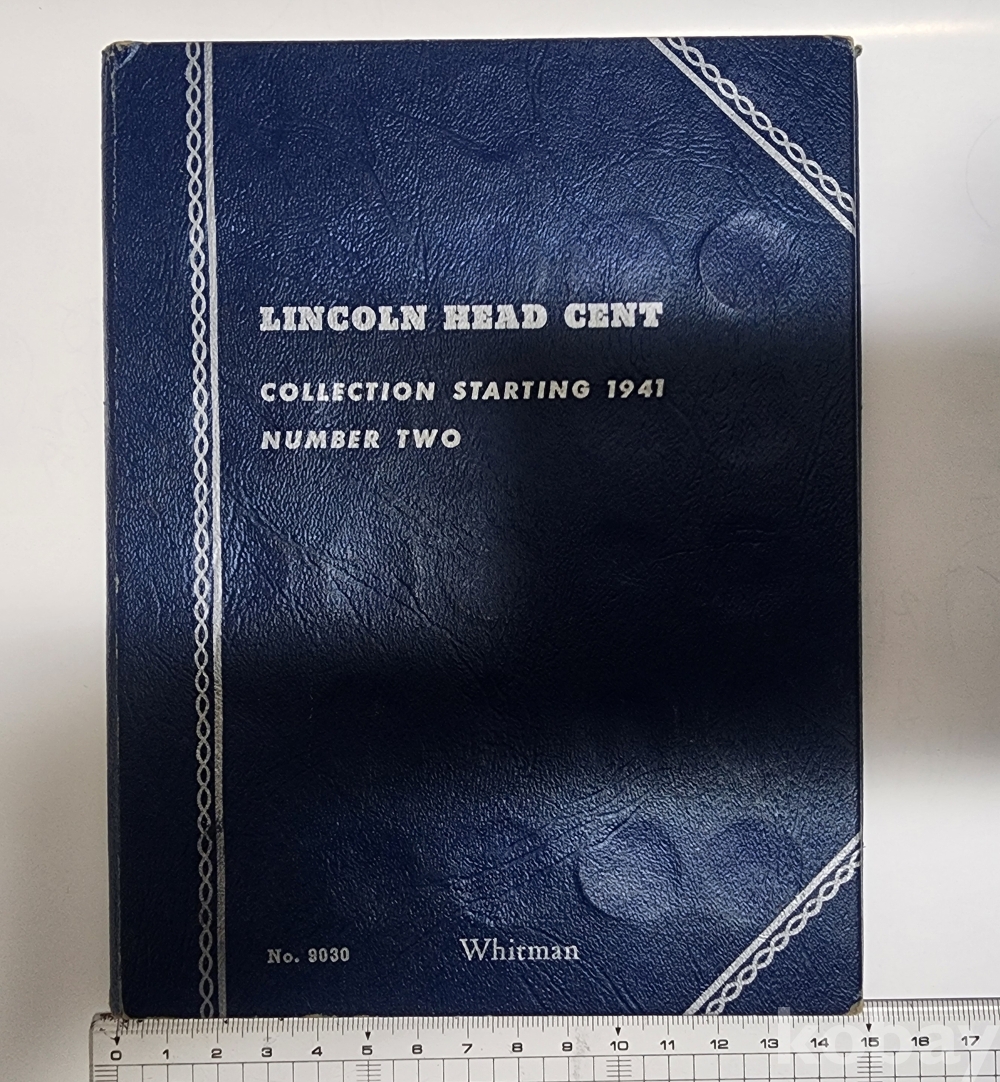 LINCOLN HEAD CENT
COLLECTION STARTING 1941
NUMBER TWO
No. 9030
Whitman
0 1 2 3 4 5 6 7 8 9 10 11 12 13 14 15 16 17
kobay